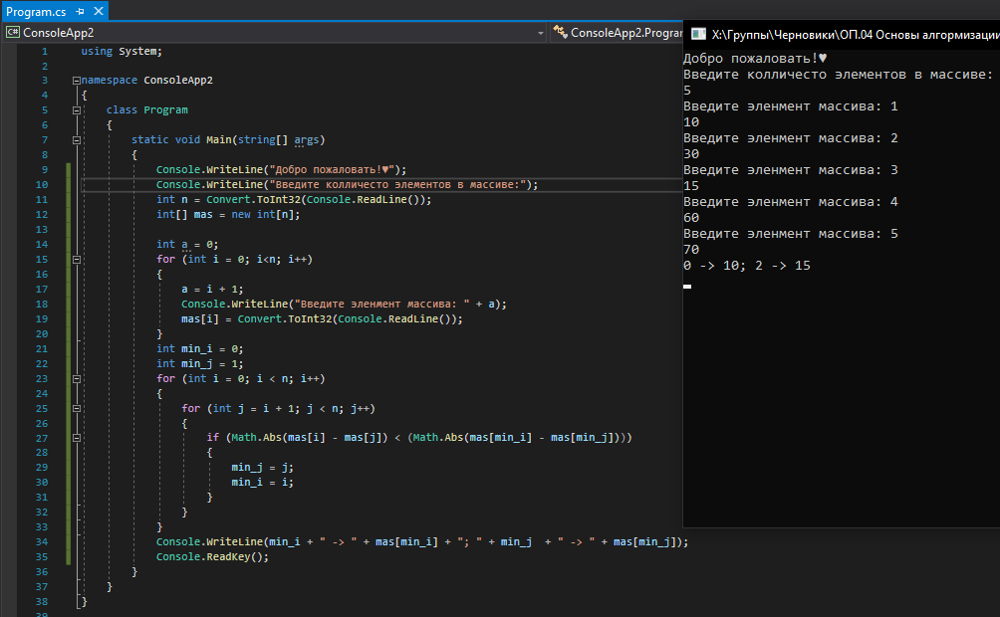 Program.cs
C# ConsoleApp2
ConsoleApp2.Progra
1 using System;
2
3 namespace ConsoleApp2
4 {
5 class Program
6 {
7 static void Main(string[] args)
8 {
9 Console.WriteLine("Добро пожаловать!♥");
10 Console.WriteLine("Введите колличесто элементов в массиве:");
11 int n = Convert.ToInt32(Console.ReadLine());
12 int[] mas = new int[n];
13
14 int a = 0;
15 for (int i = 0; i<n; i++)
16 {
17 a = i + 1;
18 Console.WriteLine("Введите эленмент массива: " + a);
19 mas[i] = Convert.ToInt32(Console.ReadLine());
20 }
21 int min_i = 0;
22 int min_j = 1;
23 for (int i = 0; i < n; i++)
24 {
25 for (int j = i + 1; j < n; j++)
26 {
27 if (Math.Abs(mas[i] - mas[j]) < (Math.Abs(mas[min_i] - mas[min_j])))
28 {
29 min_j = j;
30 min_i = i;
31 }
32 }
33 }
34 Console.WriteLine(min_i + " -> " + mas[min_i] + "; " + min_j  + " -> " + mas[min_j]);
35 Console.ReadKey();
36 }
37 }
38 }
39
X:\Группы\Черновики\ОП.04 Основы алгормизации
Добро пожаловать!♥
Введите колличесто элементов в массиве:
5
Введите эленмент массива: 1
10
Введите эленмент массива: 2
30
Введите эленмент массива: 3
15
Введите эленмент массива: 4
60
Введите эленмент массива: 5
70
0 -> 10; 2 -> 15